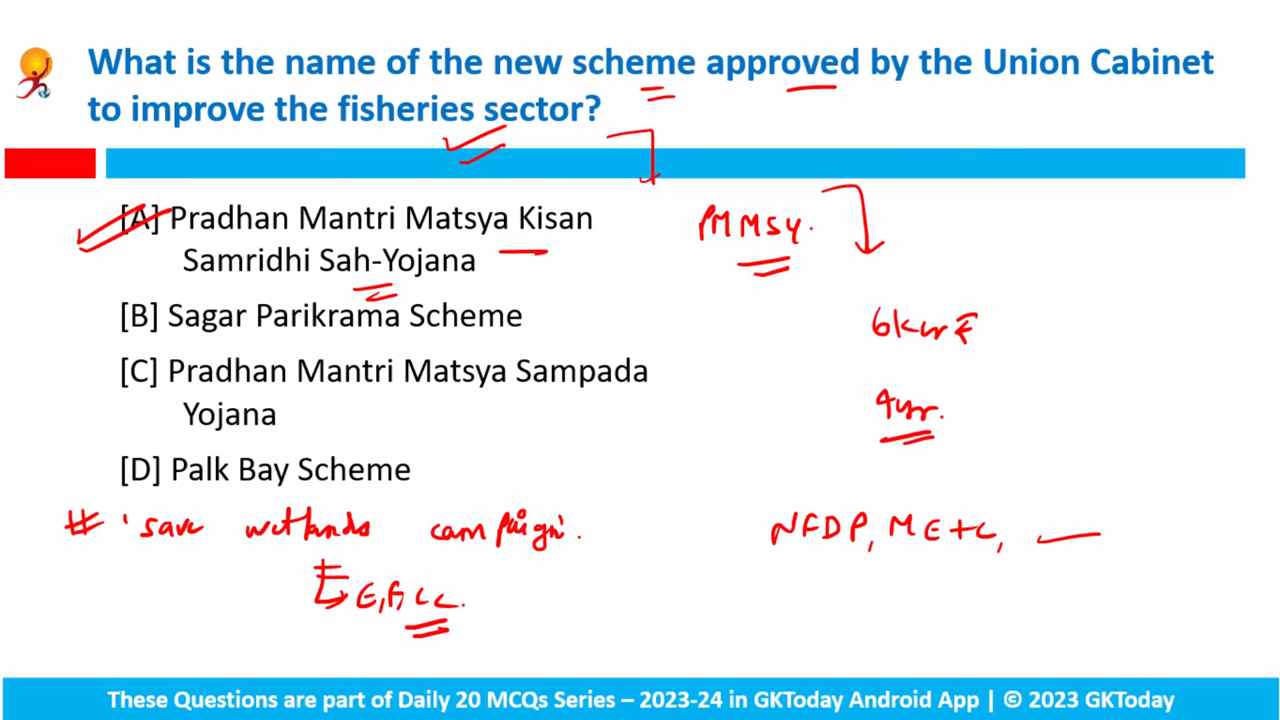 What is the name of the new scheme approved by the Union Cabinet
to improve the fisheries sector?
[A] Pradhan Mantri Matsya Kisan
Samridhi Sah-Yojana
PMMSY.
[B] Sagar Parikrama Scheme
6k cr ₹
[C] Pradhan Mantri Matsya Sampada
Yojana
4yr.
[D] Palk Bay Scheme
# 'save wetlands campaign'.
NFDP, M E+C,
E, F, CC.
These Questions are part of Daily 20 MCQs Series – 2023-24 in GKToday Android App | © 2023 GKToday